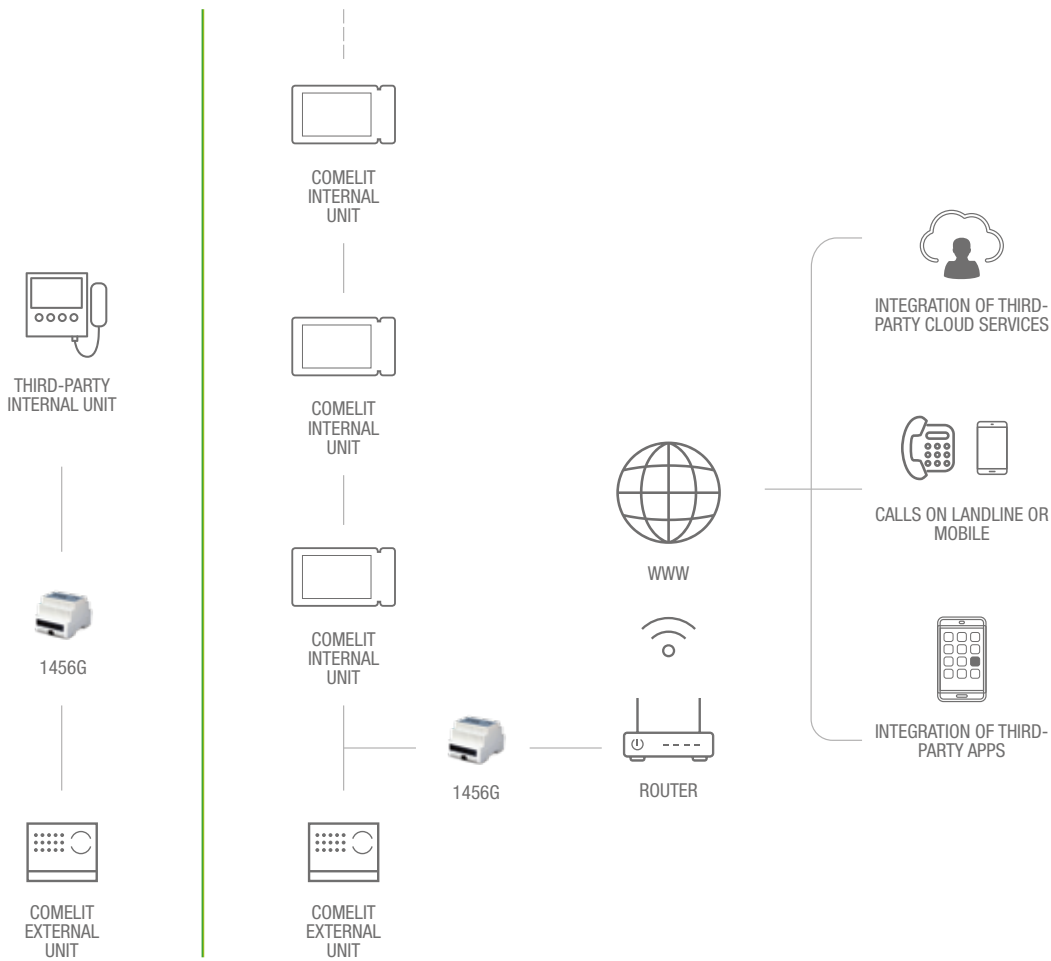 THIRD-PARTY
INTERNAL UNIT
1456G
COMELIT
EXTERNAL
UNIT
COMELIT
INTERNAL
UNIT
COMELIT
INTERNAL
UNIT
COMELIT
INTERNAL
UNIT
1456G
COMELIT
EXTERNAL
UNIT
WWW
ROUTER
INTEGRATION OF THIRD-
PARTY CLOUD SERVICES
CALLS ON LANDLINE OR
MOBILE
INTEGRATION OF THIRD-
PARTY APPS